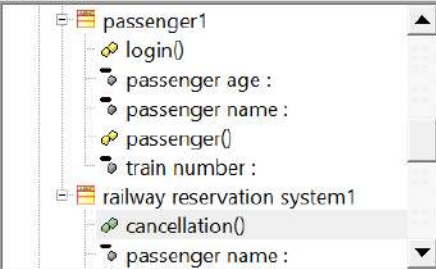 passenger1
login()
passenger age :
passenger name :
passenger()
train number :
railway reservation system1
cancellation()
passenger name :